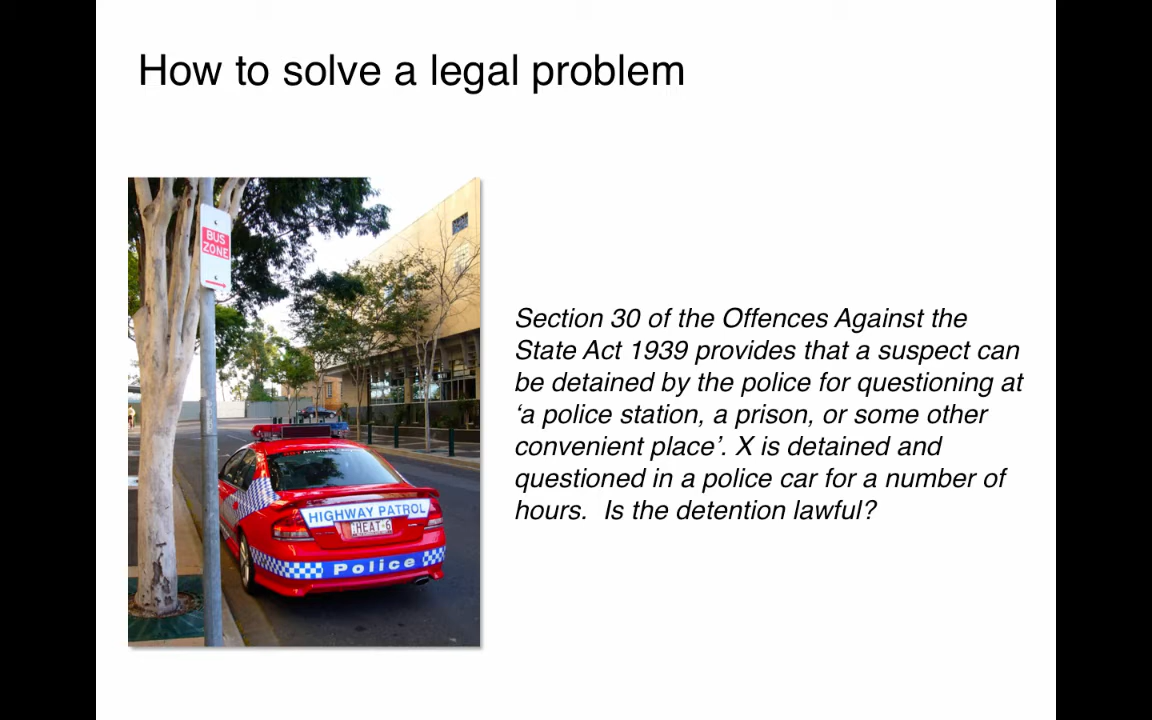 How to solve a legal problem
BUS
ZONE
HIGHWAY PATROL
HEAT-6
Police
Section 30 of the Offences Against the
State Act 1939 provides that a suspect can
be detained by the police for questioning at
‘a police station, a prison, or some other
convenient place’. X is detained and
questioned in a police car for a number of
hours.  Is the detention lawful?